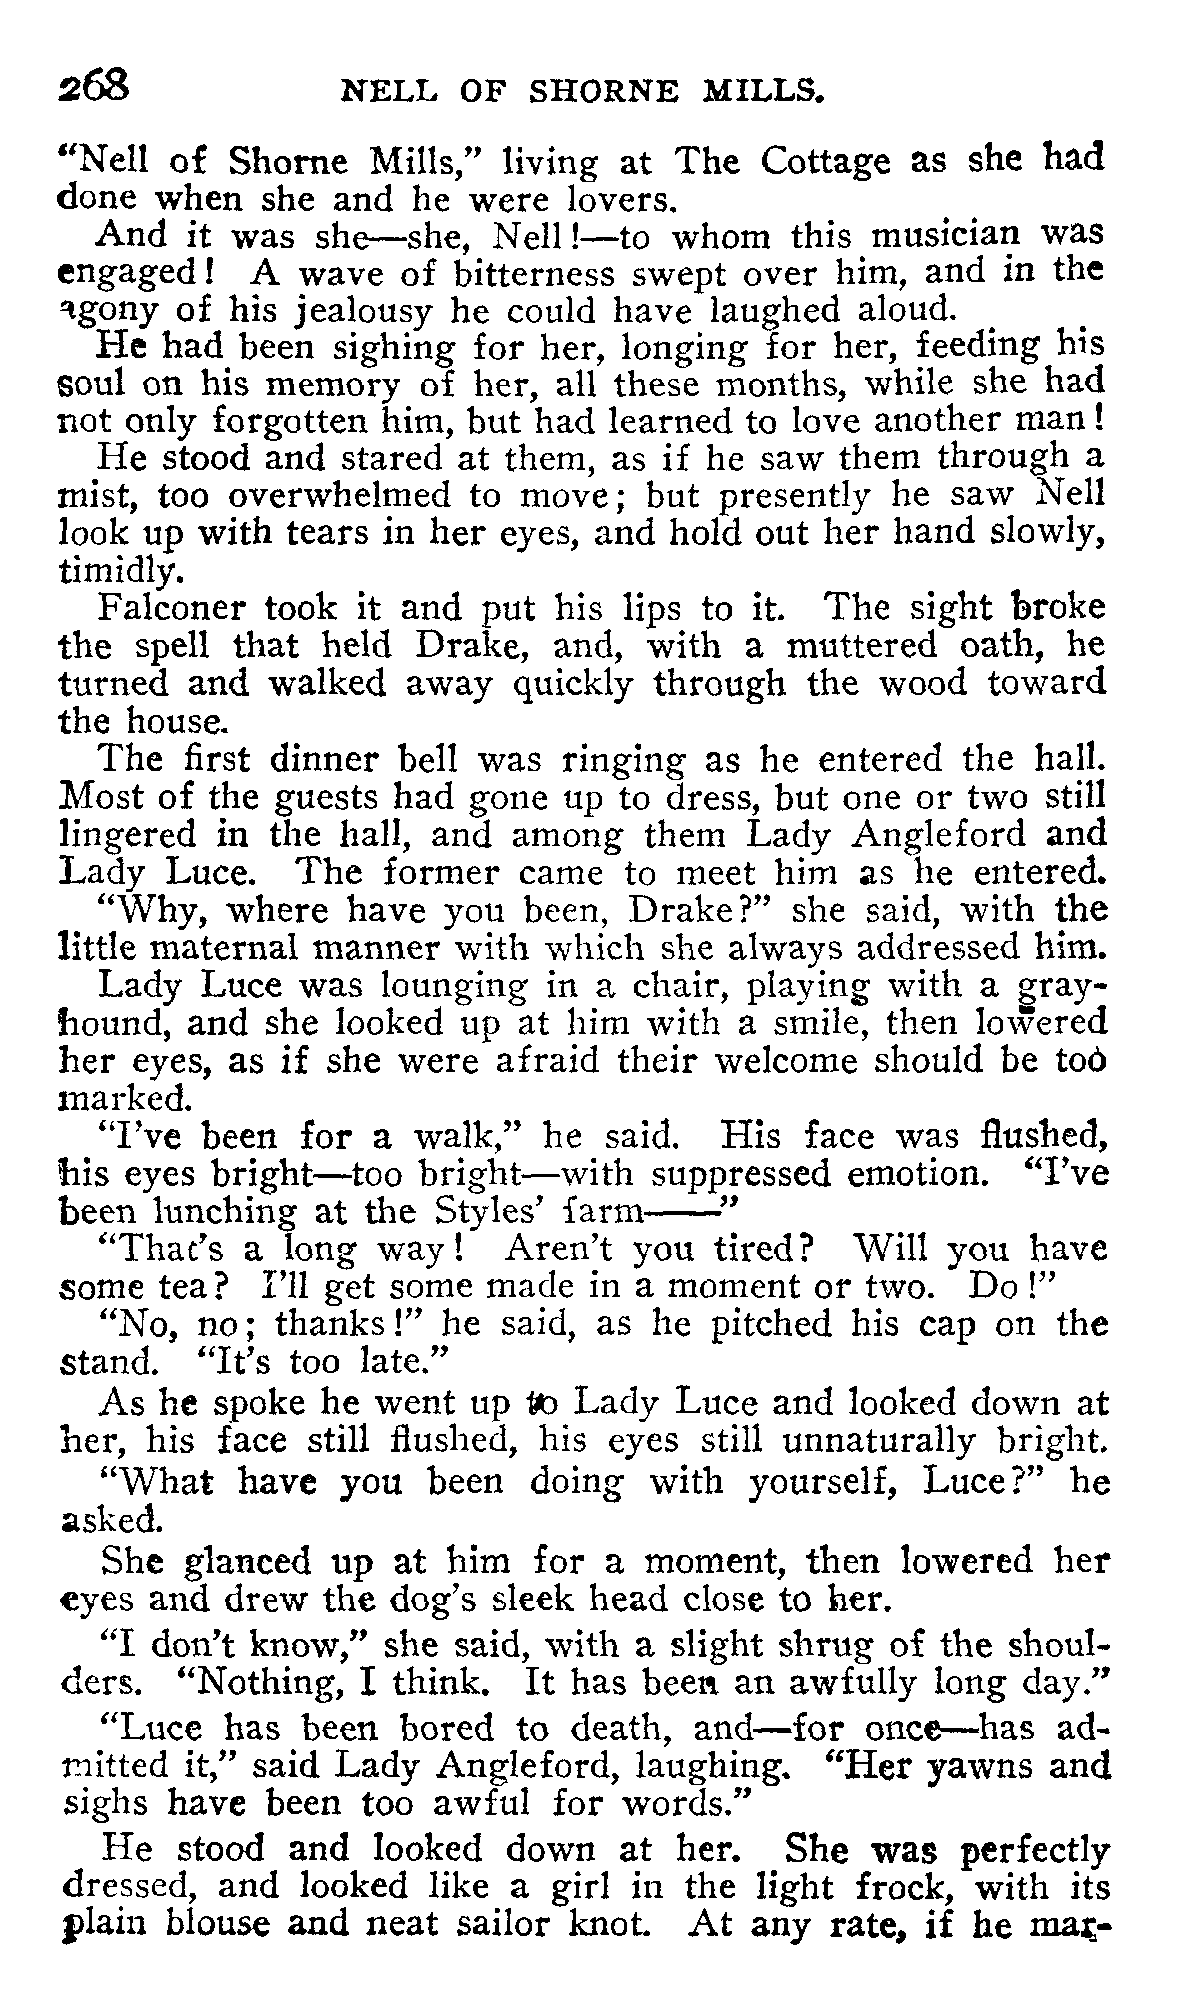 268 NELL OF SHORNE MILLS.
“Nell of Shorne Mills,” living at The Cottage as she had
done when she and he were lovers.
And it was she—she, Nell!—to whom this musician was
engaged! A wave of bitterness swept over him, and in the
agony of his jealousy he could have laughed aloud.
He had been sighing for her, longing for her, feeding his
soul on his memory of her, all these months, while she had
not only forgotten him, but had learned to love another man!
He stood and stared at them, as if he saw them through a
mist, too overwhelmed to move; but presently he saw Nell
look up with tears in her eyes, and hold out her hand slowly,
timidly.
Falconer took it and put his lips to it. The sight broke
the spell that held Drake, and, with a muttered oath, he
turned and walked away quickly through the wood toward
the house.
The first dinner bell was ringing as he entered the hall.
Most of the guests had gone up to dress, but one or two still
lingered in the hall, and among them Lady Angleford and
Lady Luce. The former came to meet him as he entered.
“Why, where have you been, Drake?” she said, with the
little maternal manner with which she always addressed him.
Lady Luce was lounging in a chair, playing with a gray-
hound, and she looked up at him with a smile, then lowered
her eyes, as if she were afraid their welcome should be too
marked.
“I’ve been for a walk,” he said. His face was flushed,
his eyes bright—too bright—with suppressed emotion. “I’ve
been lunching at the Styles’ farm——”
“That’s a long way! Aren’t you tired? Will you have
some tea? I’ll get some made in a moment or two. Do!”
“No, no; thanks!” he said, as he pitched his cap on the
stand. “It’s too late.”
As he spoke he went up to Lady Luce and looked down at
her, his face still flushed, his eyes still unnaturally bright.
“What have you been doing with yourself, Luce?” he
asked.
She glanced up at him for a moment, then lowered her
eyes and drew the dog’s sleek head close to her.
“I don’t know,” she said, with a slight shrug of the shoul-
ders. “Nothing, I think. It has been an awfully long day.”
“Luce has been bored to death, and—for once—has ad-
mitted it,” said Lady Angleford, laughing. “Her yawns and
sighs have been too awful for words.”
He stood and looked down at her. She was perfectly
dressed, and looked like a girl in the light frock, with its
plain blouse and neat sailor knot. At any rate, if he mar-